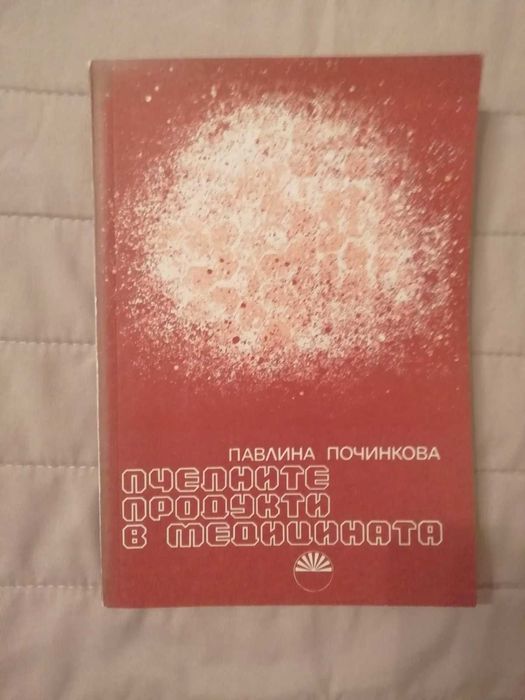 ПАВЛИНА ПОЧИНКОВА
ПЧЕЛНИТЕ
ПРОДУКТИ
В МЕДИЦИНАТА